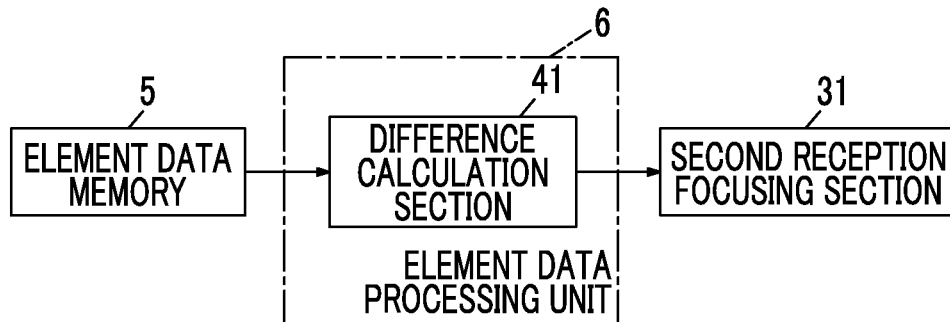 6
5
41
31
ELEMENT DATA
MEMORY
DIFFERENCE
CALCULATION
SECTION
SECOND RECEPTION
FOCUSING SECTION
ELEMENT DATA
PROCESSING UNIT